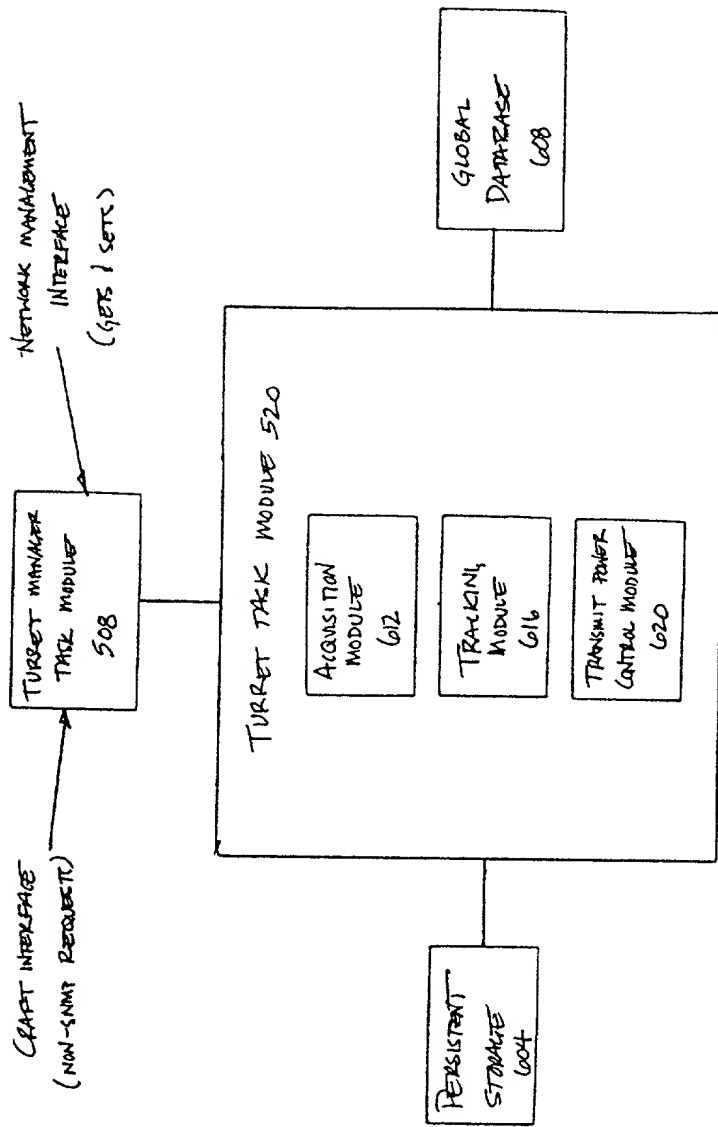 CRAFT INTERFACE
(NON-SNMP REQUESTS)
TURRET MANAGER
TASK MODULE
508
NETWORK MANAGEMENT
INTERFACE
(GETS / SETS)
TURRET TASK MODULE 520
ACQUISITION
MODULE
612
TRACKING
MODULE
616
TRANSMIT POWER
CONTROL MODULE
620
PERSISTENT
STORAGE
604
GLOBAL
DATABASE
608